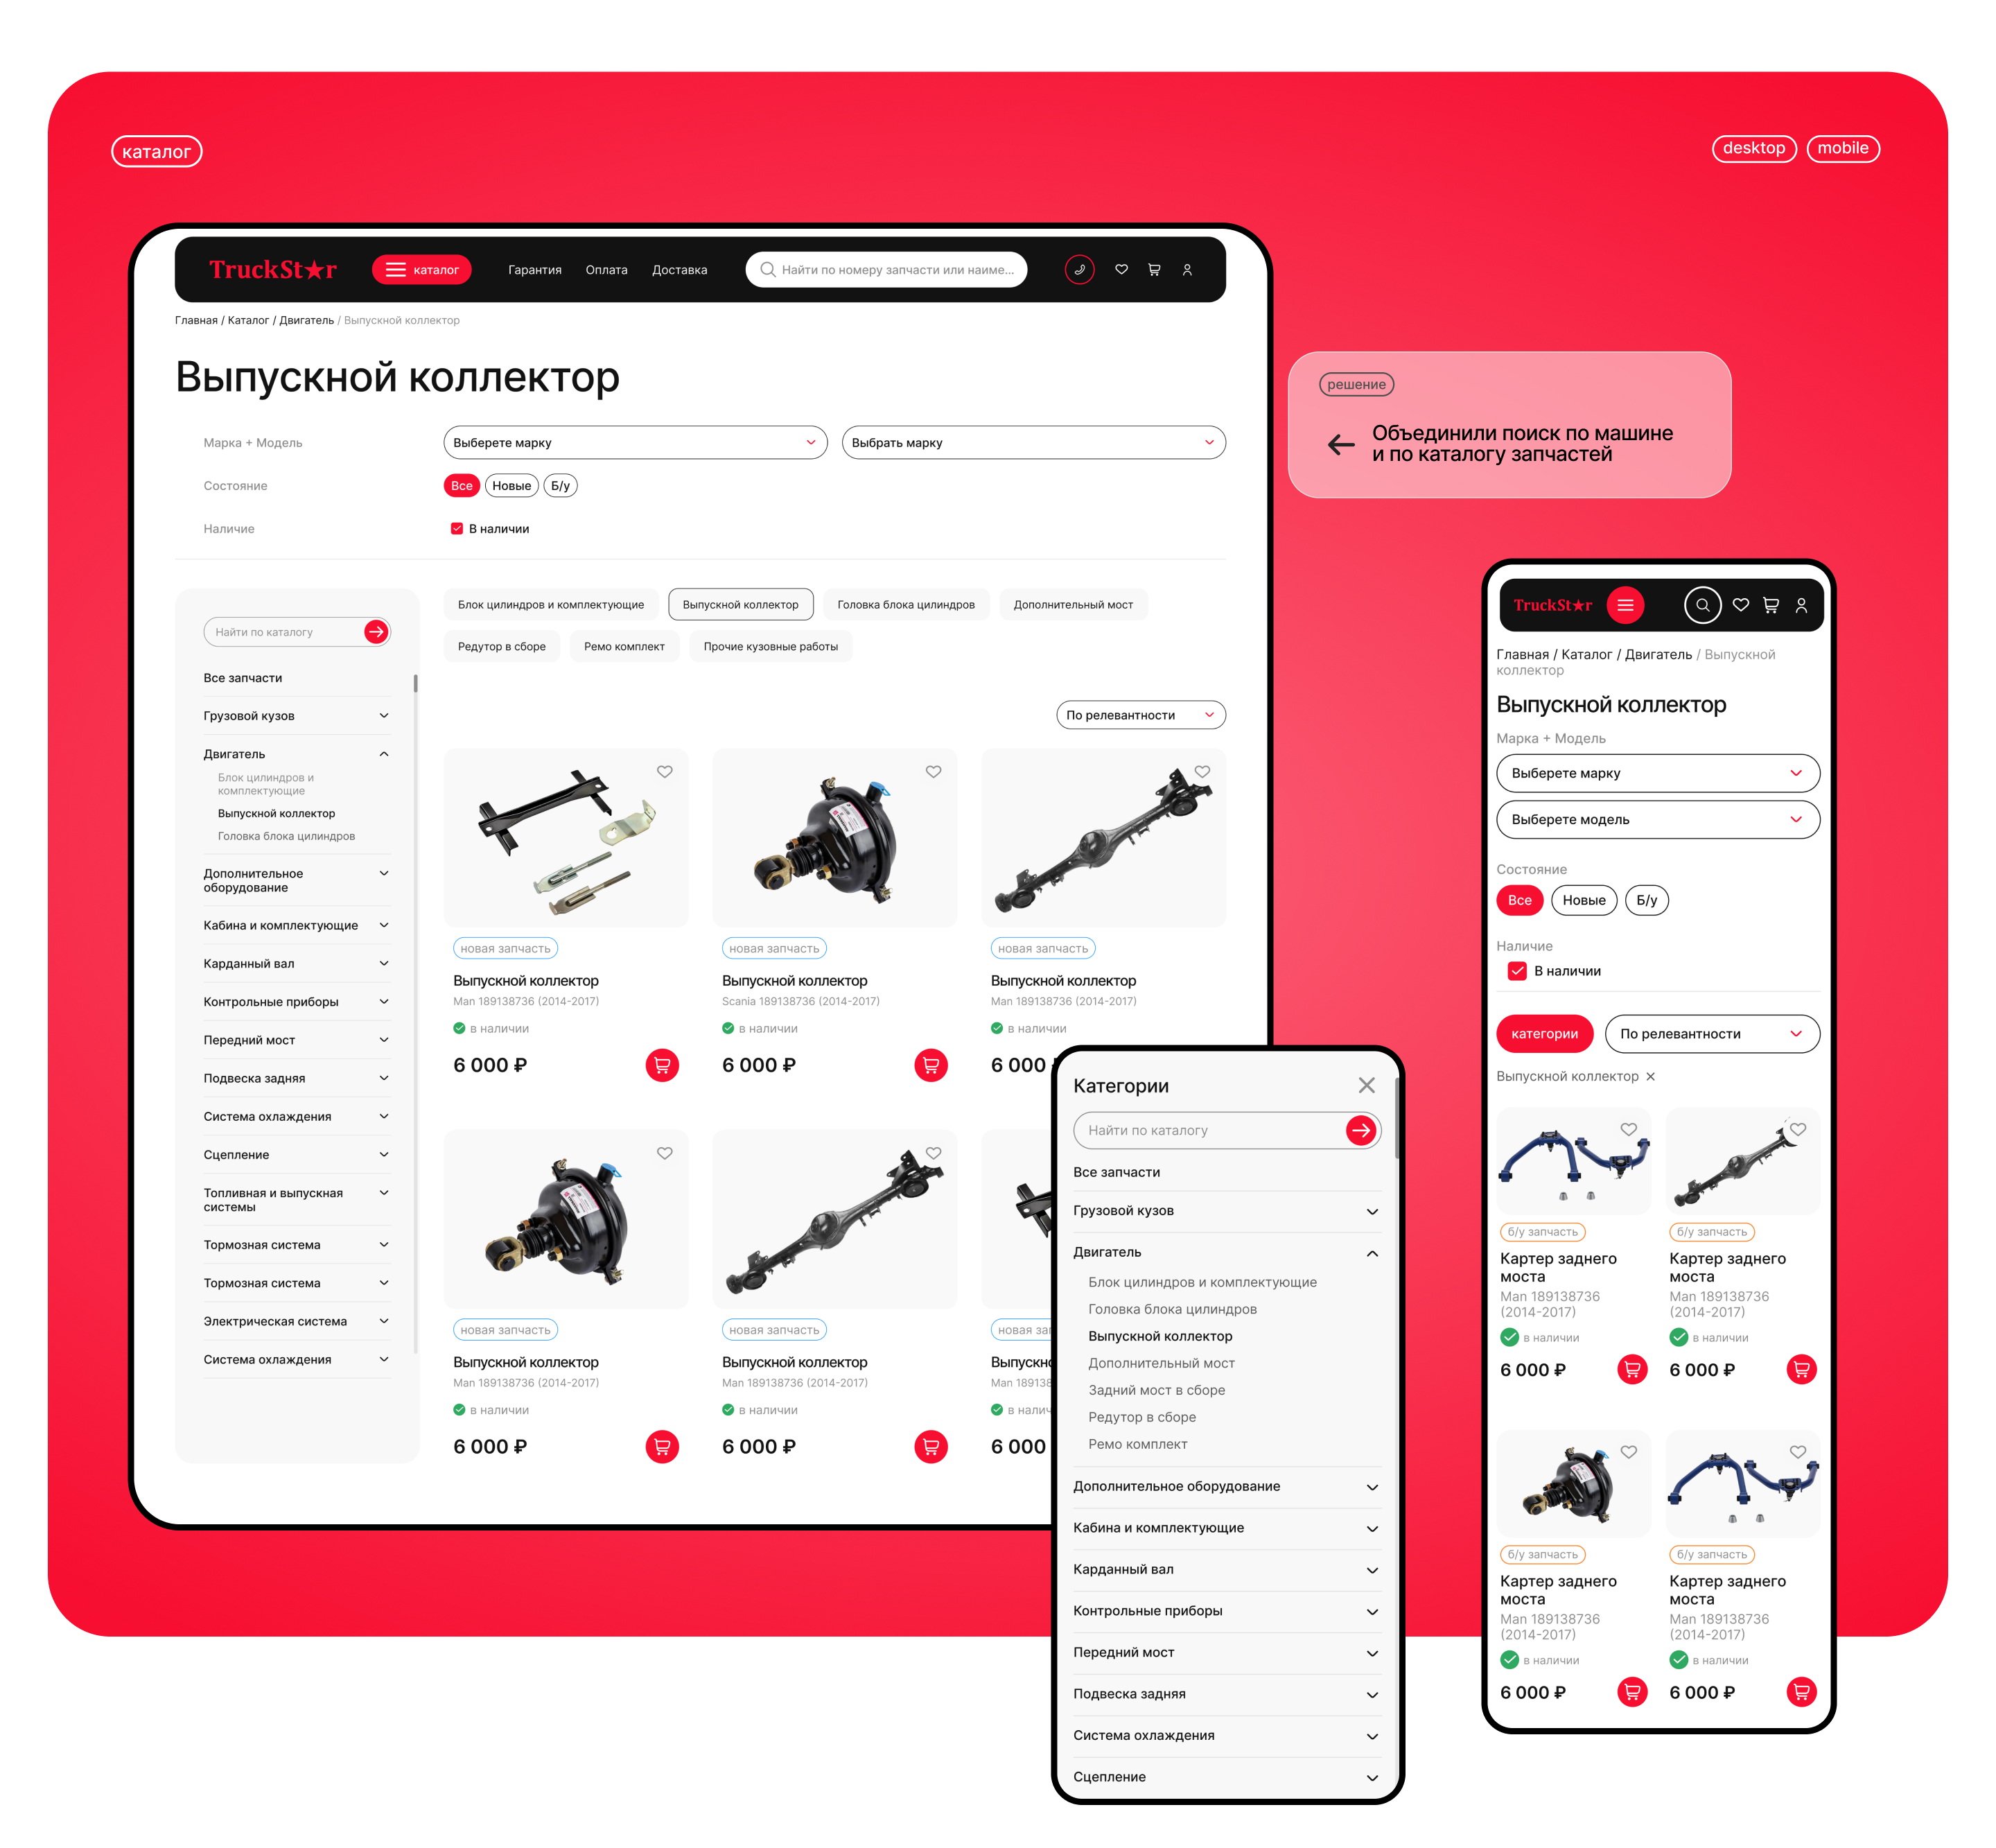 каталог
desktop
mobile
TruckSt★r
каталог
Гарантия
Оплата
Доставка
Найти по номеру запчасти или наиме...
Главная / Каталог / Двигатель / Выпускной коллектор
Выпускной коллектор
Марка + Модель
Выберете марку
Выбрать марку
Состояние
Все
Новые
Б/у
Наличие
В наличии
решение
Объединили поиск по машине
и по каталогу запчастей
Найти по каталогу
Все запчасти
Грузовой кузов
Двигатель
Блок цилиндров и
комплектующие
Выпускной коллектор
Головка блока цилиндров
Дополнительное
оборудование
Кабина и комплектующие
Карданный вал
Контрольные приборы
Передний мост
Подвеска задняя
Система охлаждения
Сцепление
Топливная и выпускная
системы
Тормозная система
Тормозная система
Электрическая система
Система охлаждения
Блок цилиндров и комплектующие
Выпускной коллектор
Головка блока цилиндров
Дополнительный мост
Редутор в сборе
Ремо комплект
Прочие кузовные работы
По релевантности
новая запчасть
Выпускной коллектор
Man 189138736 (2014-2017)
в наличии
6 000 ₽
новая запчасть
Выпускной коллектор
Scania 189138736 (2014-2017)
в наличии
6 000 ₽
новая запчасть
Выпускной коллектор
Man 189138736 (2014-2017)
в наличии
6 000
новая запчасть
Выпускной коллектор
Man 189138736 (2014-2017)
в наличии
6 000 ₽
новая запчасть
Выпускной коллектор
Man 189138736 (2014-2017)
в наличии
6 000 ₽
новая за
Выпускн
Man 18913
в налич
6 000
Категории
Найти по каталогу
Все запчасти
Грузовой кузов
Двигатель
Блок цилиндров и комплектующие
Головка блока цилиндров
Выпускной коллектор
Дополнительный мост
Задний мост в сборе
Редутор в сборе
Ремо комплект
Дополнительное оборудование
Кабина и комплектующие
Карданный вал
Контрольные приборы
Передний мост
Подвеска задняя
Система охлаждения
Сцепление
TruckSt★r
Главная / Каталог / Двигатель / Выпускной
коллектор
Выпускной коллектор
Марка + Модель
Выберете марку
Выберете модель
Состояние
Все
Новые
Б/у
Наличие
В наличии
категории
По релевантности
Выпускной коллектор ×
б/у запчасть
Картер заднего
моста
Man 189138736
(2014-2017)
в наличии
6 000 ₽
б/у запчасть
Картер заднего
моста
Man 189138736
(2014-2017)
в наличии
6 000 ₽
б/у запчасть
Картер заднего
моста
Man 189138736
(2014-2017)
в наличии
6 000 ₽
б/у запчасть
Картер заднего
моста
Man 189138736
(2014-2017)
в наличии
6 000 ₽